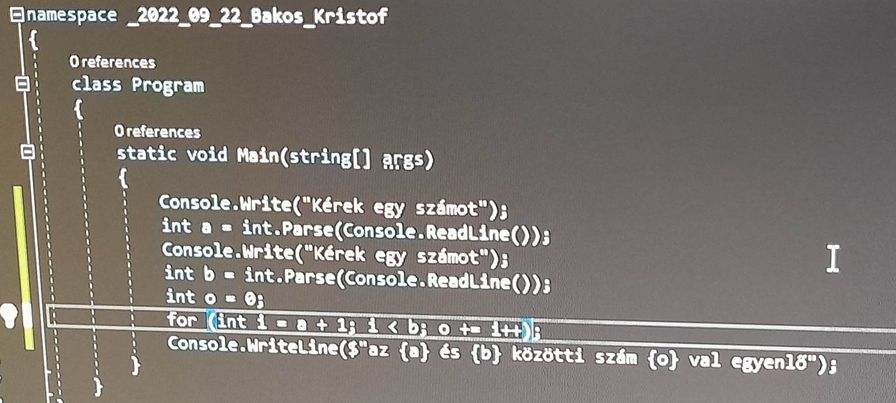 namespace _2022_09_22_Bakos_Kristof
{
0 references
class Program
{
0 references
static void Main(string[] args)
{
Console.Write("Kérek egy számot");
int a = int.Parse(Console.ReadLine());
Console.Write("Kérek egy számot");
int b = int.Parse(Console.ReadLine());
int o = 0;
for (int i = a + 1; i < b; o += i++);
Console.WriteLine($"az {a} és {b} közötti szám {o} val egyenlő");
}
}